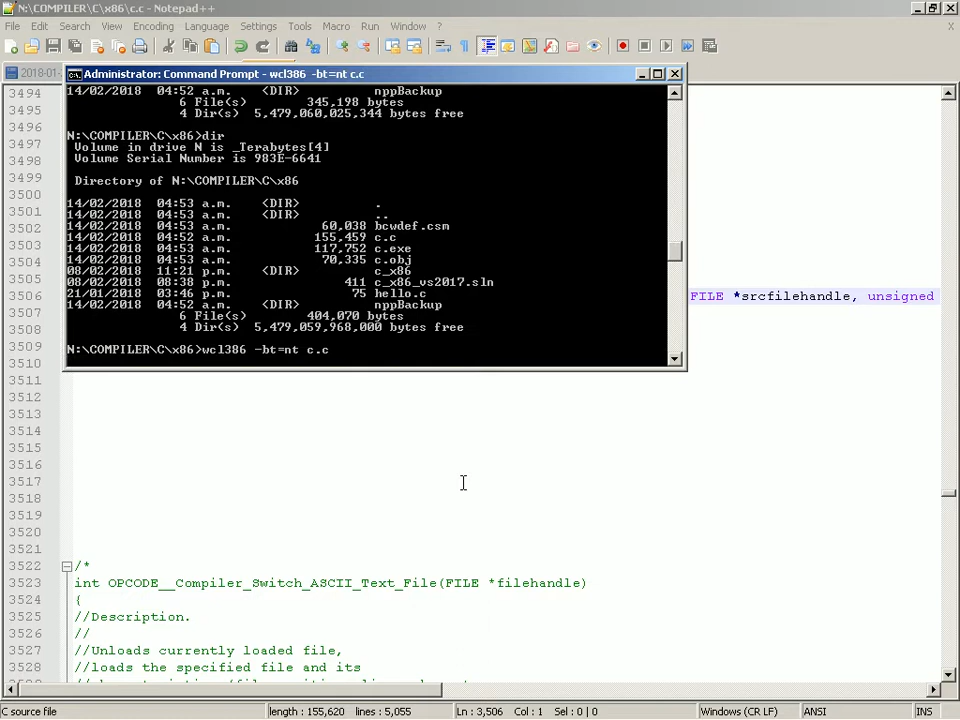 N:\COMPILER\C\x86\c.c - Notepad++
File Edit Search View Encoding Language Settings Tools Macro Run Window ?
2018-01-
Administrator: Command Prompt - wcl386 -bt=nt c.c
14/02/2018 04:52 a.m. <DIR> nppBackup
6 File(s) 345,198 bytes
4 Dir(s) 5,479,060,025,344 bytes free
N:\COMPILER\C\x86>dir
Volume in drive N is _Terabytes[4]
Volume Serial Number is 983E-6641
Directory of N:\COMPILER\C\x86
14/02/2018 04:53 a.m. <DIR> .
14/02/2018 04:53 a.m. <DIR> ..
14/02/2018 04:53 a.m. 60,038 bcwdef.csm
14/02/2018 04:52 a.m. 155,459 c.c
14/02/2018 04:53 a.m. 117,752 c.exe
14/02/2018 04:53 a.m. 70,335 c.obj
08/02/2018 11:21 p.m. <DIR> c_x86
08/02/2018 08:38 p.m. 411 c_x86_vs2017.sln
21/01/2018 03:46 p.m. 75 hello.c
14/02/2018 04:52 a.m. <DIR> nppBackup
6 File(s) 404,070 bytes
4 Dir(s) 5,479,059,968,000 bytes free
N:\COMPILER\C\x86>wcl386 -bt=nt c.c
3494
3495
3496
3497
3498
3499
3500
3501
3502
3503
3504
3505
3506 FILE *srcfilehandle, unsigned
3507
3508
3509
3510
3511
3512
3513
3514
3515
3516
3517
3518
3519
3520
3521
3522 /*
3523 int OPCODE__Compiler_Switch_ASCII_Text_File(FILE *filehandle)
3524 {
3525 //Description.
3526 //
3527 //Unloads currently loaded file,
3528 //loads the specified file and its
C source file length : 155,620 lines : 5,055 Ln : 3,506 Col : 1 Sel : 0 | 0 Windows (CR LF) ANSI INS